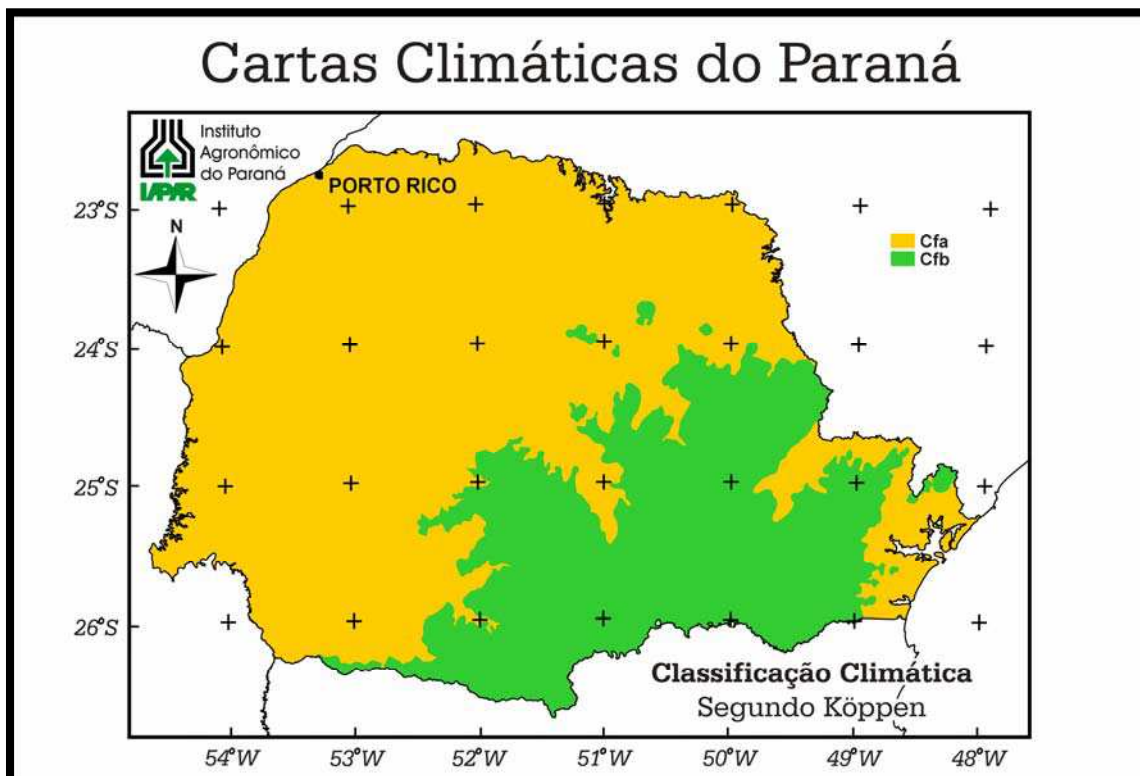 Cartas Climáticas do Paraná
Instituto
Agronômico
do Paraná
IAPAR
PORTO RICO
N
23°S
24°S
25°S
26°S
Cfa
Cfb
Classificação Climática
Segundo Köppen
54°W 53°W 52°W 51°W 50°W 49°W 48°W